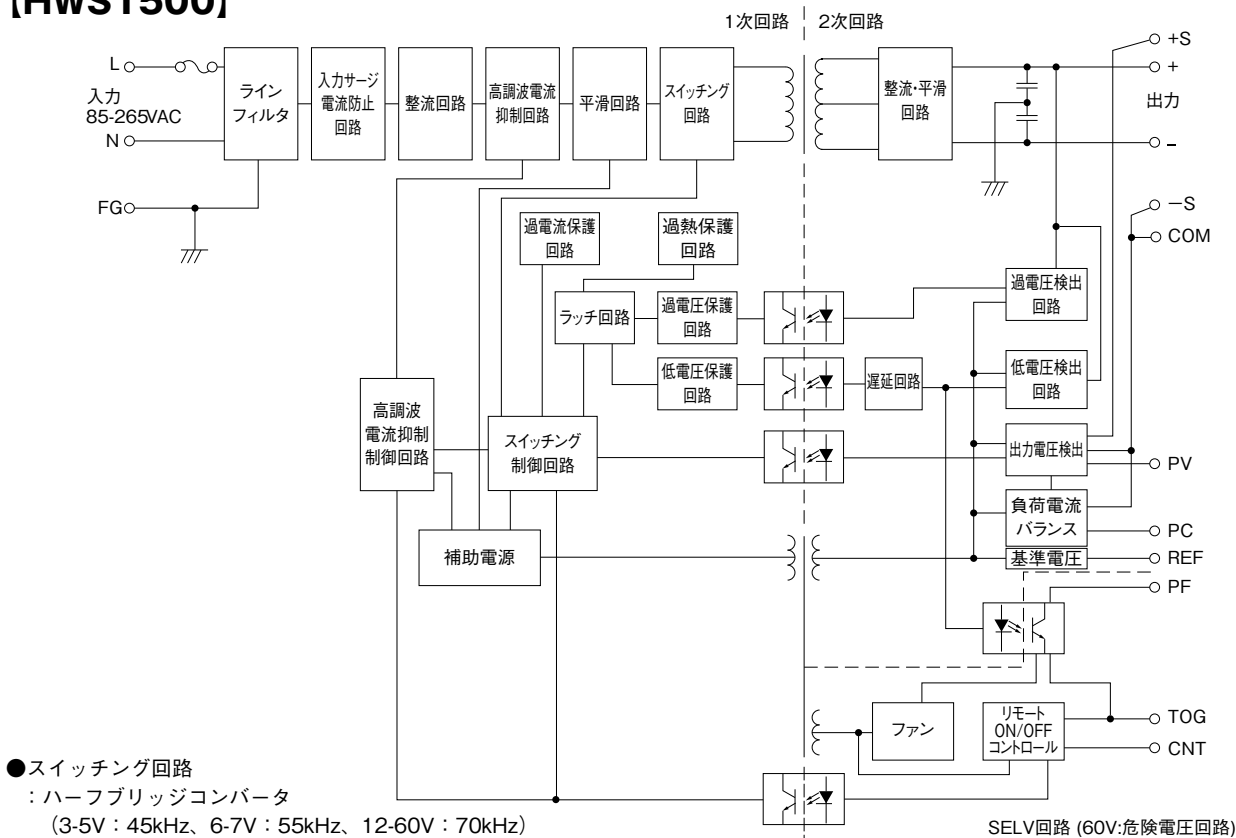 【HWS1500】
1次回路
2次回路
L
入力
85-265VAC
N
FG
ライン
フィルタ
入力サージ
電流防止
回路
整流回路
高調波電流
抑制回路
平滑回路
スイッチング
回路
整流・平滑
回路
+S
+
出力
-
-S
COM
過電流保護
回路
過熱保護
回路
ラッチ回路
過電圧保護
回路
過電圧検出
回路
低電圧保護
回路
遅延回路
低電圧検出
回路
高調波
電流抑制
制御回路
スイッチング
制御回路
出力電圧検出
PV
負荷電流
バランス
PC
補助電源
基準電圧
REF
PF
ファン
リモート
ON/OFF
コントロール
TOG
CNT
●スイッチング回路
:ハーフブリッジコンバータ
(3-5V:45kHz、6-7V:55kHz、12-60V:70kHz)
SELV回路 (60V:危険電圧回路)